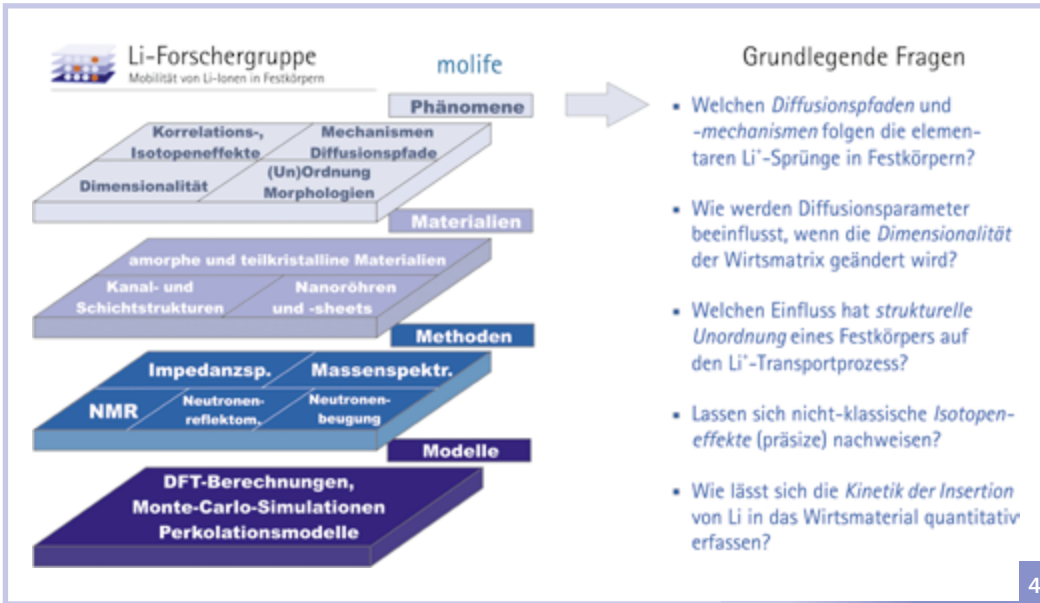 Li-Forschergruppe
Mobilität von Li-Ionen in Festkörpern
molife
Phänomene
Korrelations-,
Isotopeneffekte
Mechanismen
Diffusionspfade
Dimensionalität
(Un)Ordnung
Morphologien
Materialien
amorphe und teilkristalline Materialien
Kanal- und
Schichtstrukturen
Nanoröhren
und -sheets
Methoden
Impedanzsp.
Massenspektr.
NMR
Neutronen-
reflektom.
Neutronen-
beugung
Modelle
DFT-Berechnungen,
Monte-Carlo-Simulationen
Perkolationsmodelle
Grundlegende Fragen
▪ Welchen Diffusionspfaden und
-mechanismen folgen die elemen-
taren Li⁺-Sprünge in Festkörpern?
▪ Wie werden Diffusionsparameter
beeinflusst, wenn die Dimensionalität
der Wirtsmatrix geändert wird?
▪ Welchen Einfluss hat strukturelle
Unordnung eines Festkörpers auf
den Li⁺-Transportprozess?
▪ Lassen sich nicht-klassische Isotopen-
effekte (präzise) nachweisen?
▪ Wie lässt sich die Kinetik der Insertion
von Li in das Wirtsmaterial quantitativ
erfassen?
4